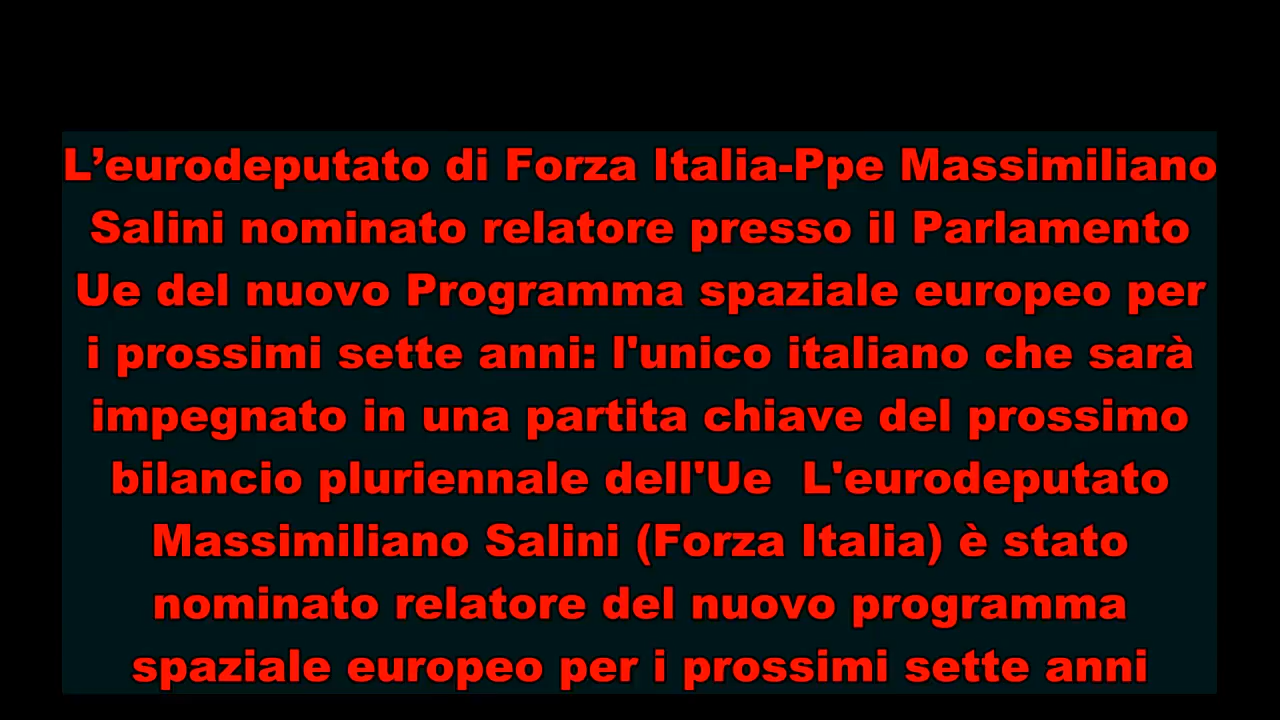 L’eurodeputato di Forza Italia-Ppe Massimiliano
Salini nominato relatore presso il Parlamento
Ue del nuovo Programma spaziale europeo per
i prossimi sette anni: l'unico italiano che sarà
impegnato in una partita chiave del prossimo
bilancio pluriennale dell'Ue  L'eurodeputato
Massimiliano Salini (Forza Italia) è stato
nominato relatore del nuovo programma
spaziale europeo per i prossimi sette anni